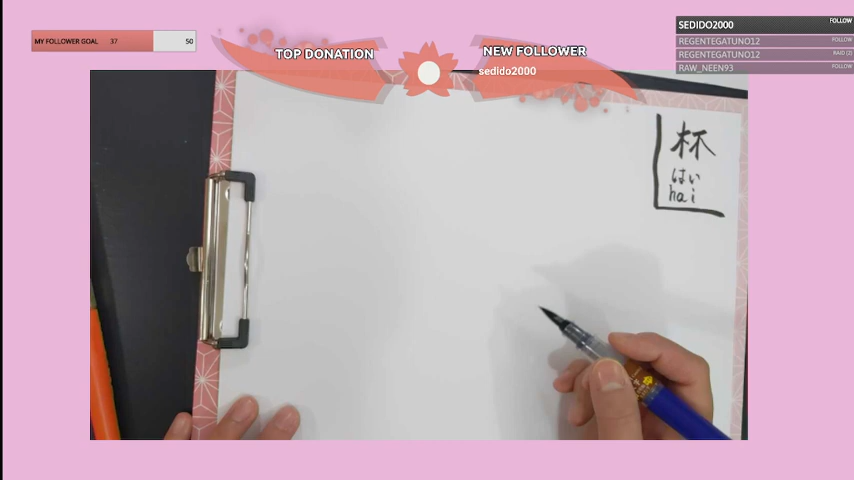 MY FOLLOWER GOAL 37 50
TOP DONATION
NEW FOLLOWER
sedido2000
SEDIDO2000 FOLLOW
REGENTEGATUNO12 FOLLOW
REGENTEGATUNO12 RAID (2)
RAW_NEEN93 FOLLOW
杯
はい
hai